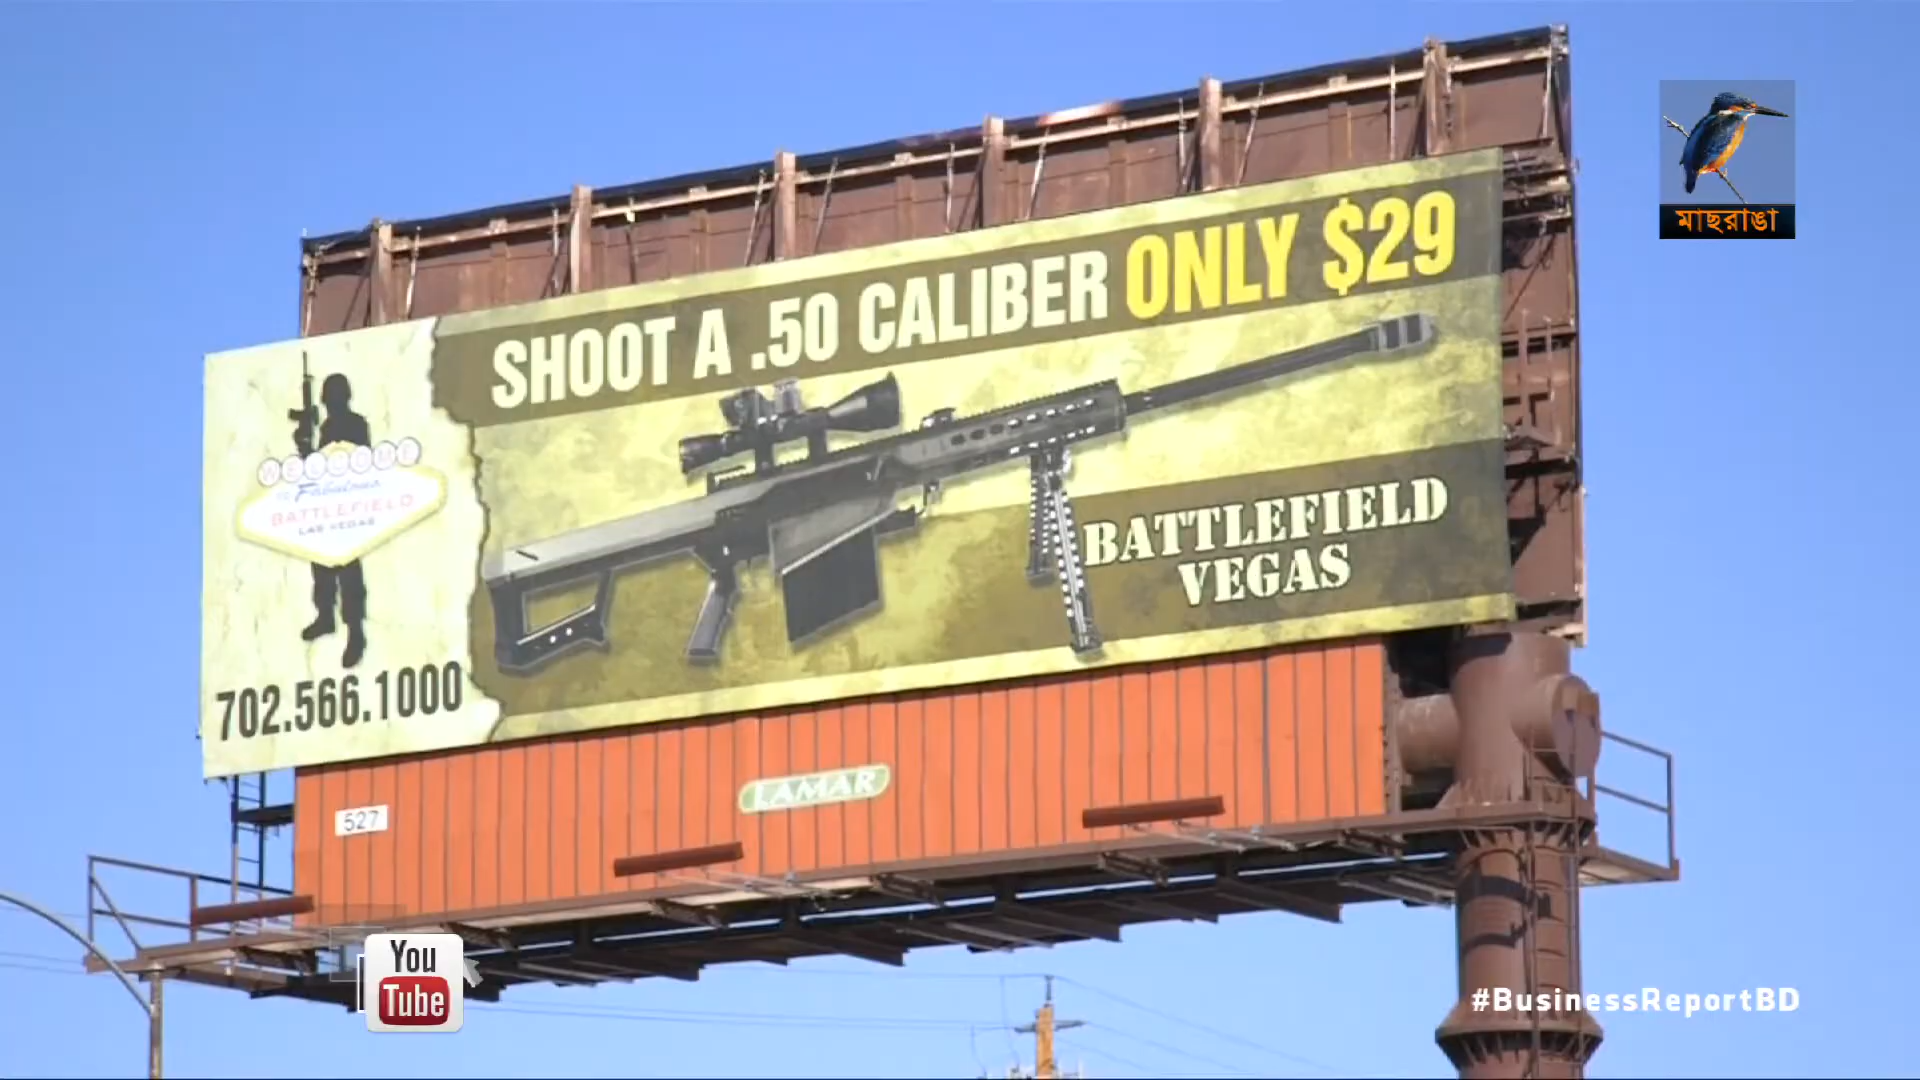 মাছরাঙা
SHOOT A .50 CALIBER ONLY $29
WELCOME
TO Fabulous
BATTLEFIELD
LAS VEGAS
BATTLEFIELD
VEGAS
702.566.1000
LAMAR
527
You
Tube
#BusinessReportBD